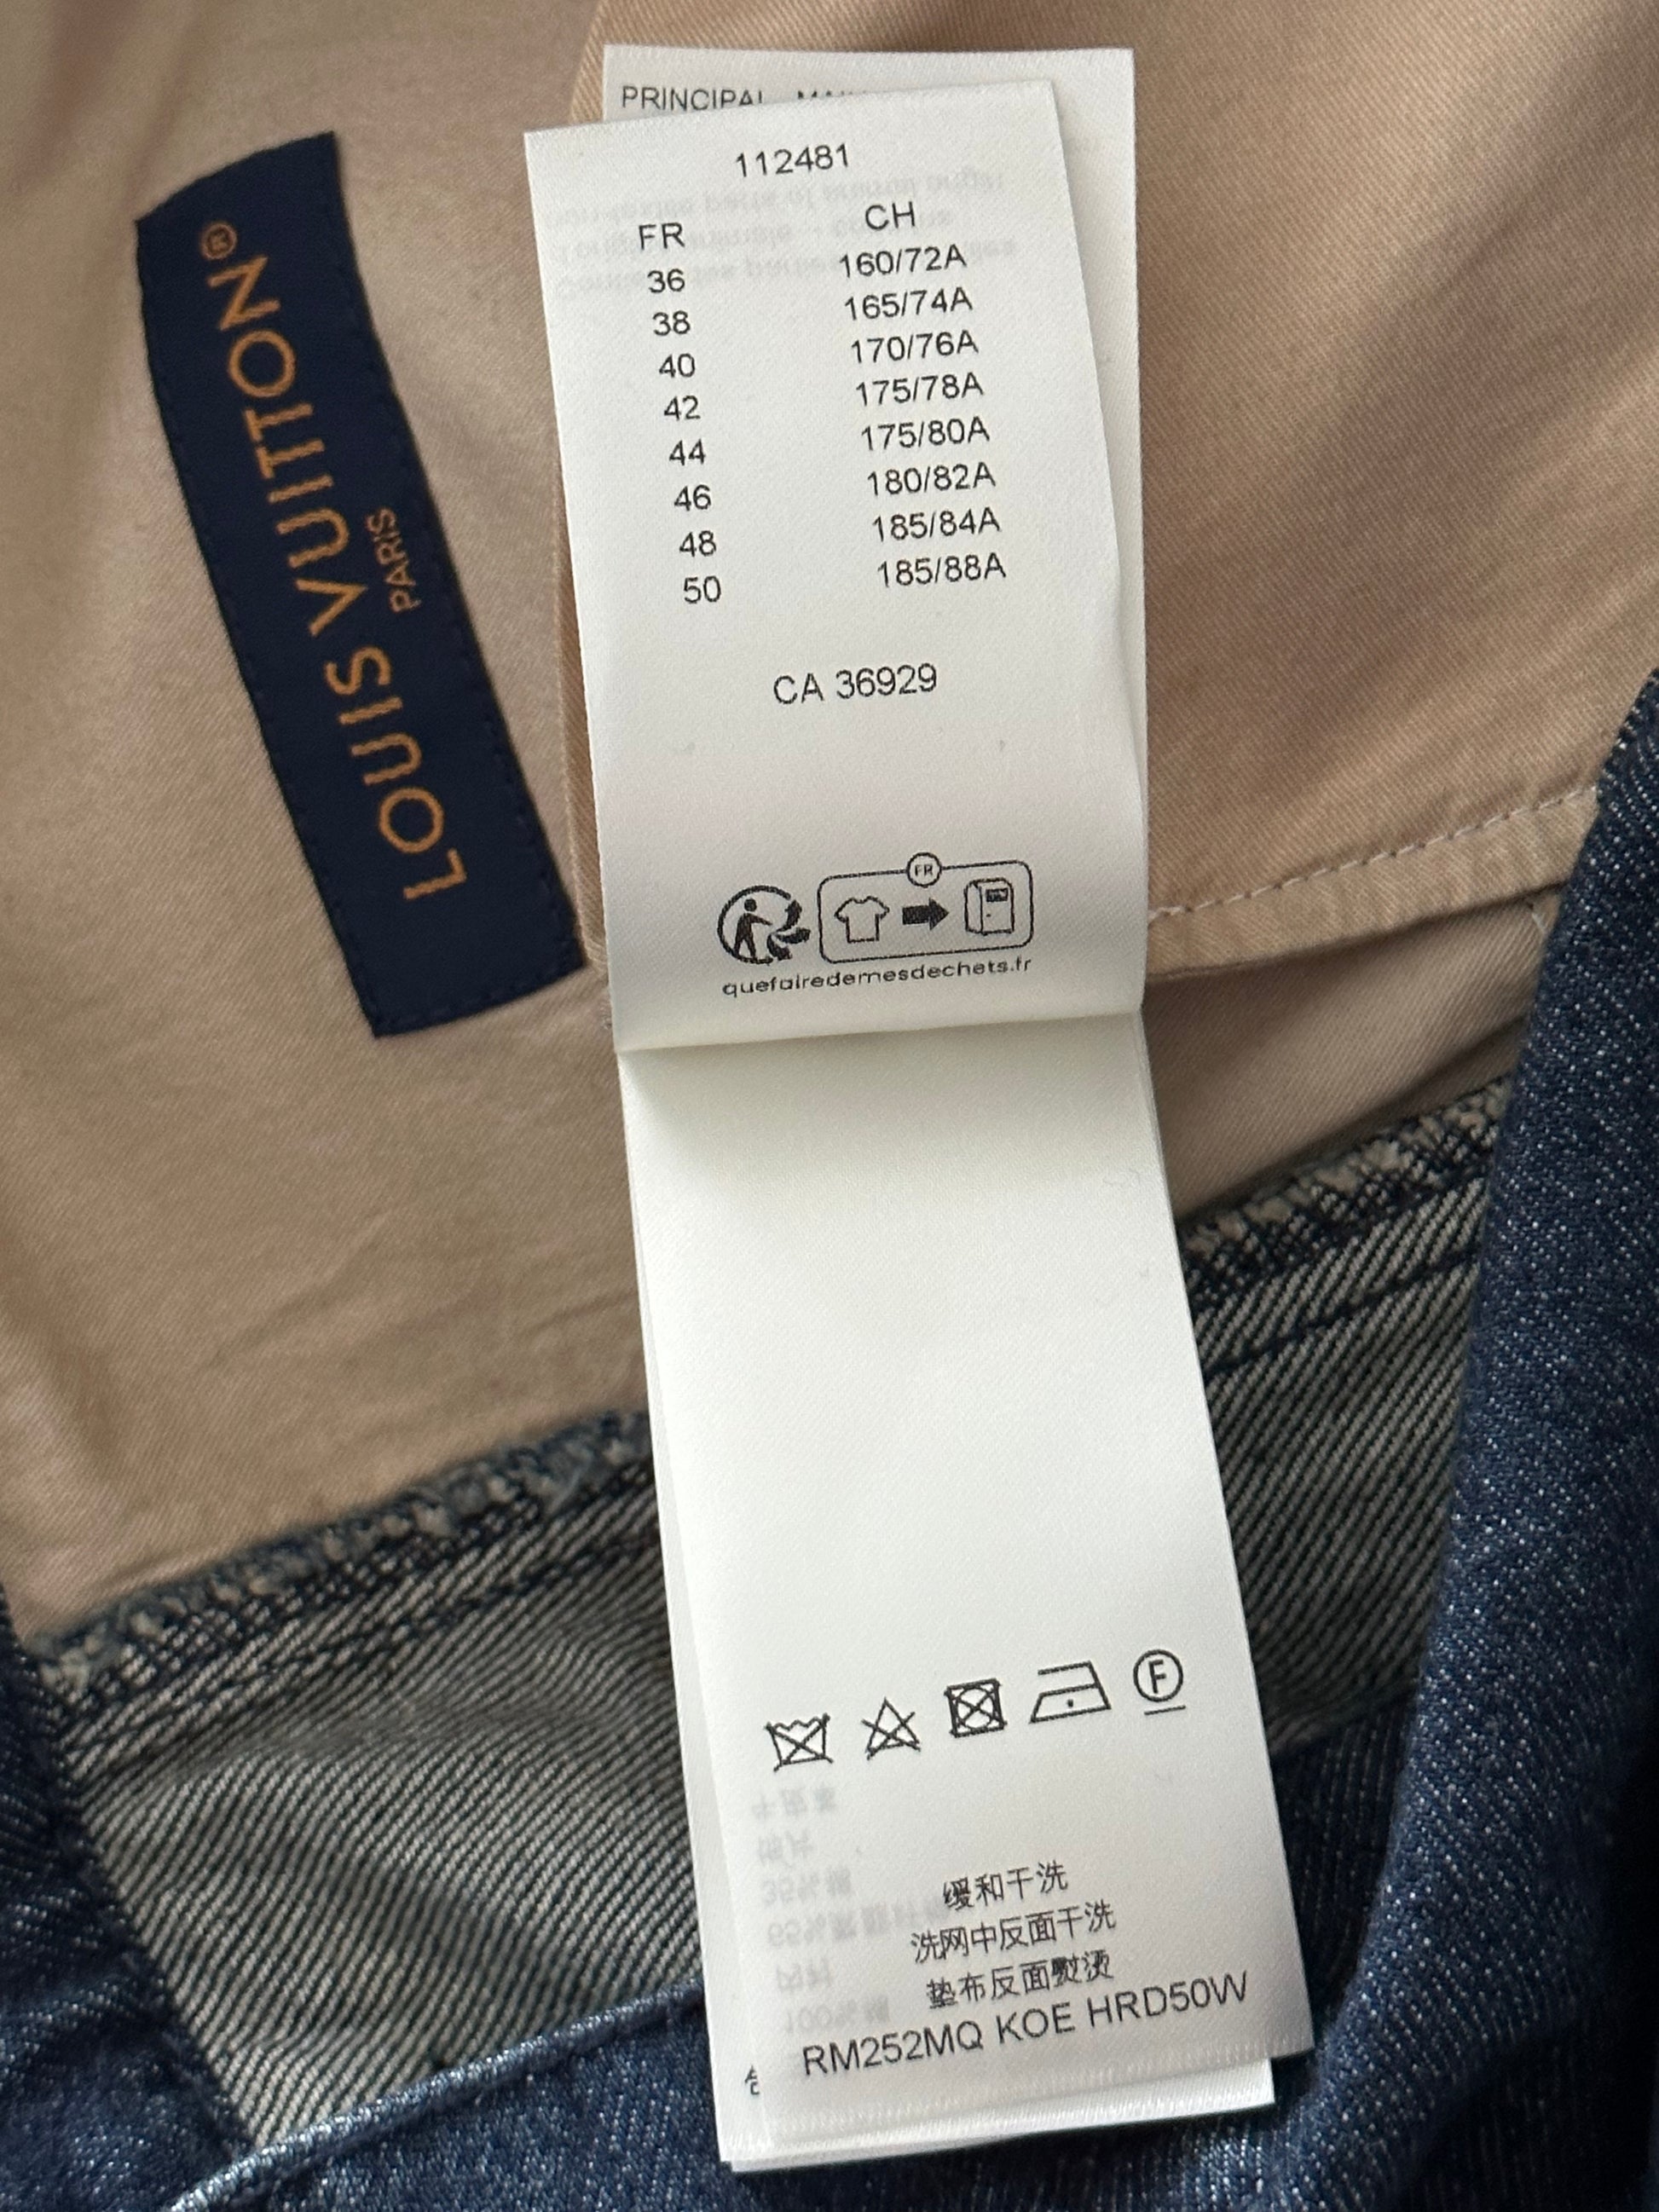 LOUIS VUITTON®
PARIS
PRINCIPAL
112481
FR CH
36 160/72A
38 165/74A
40 170/76A
42 175/78A
44 175/80A
46 180/82A
48 185/84A
50 185/88A
CA 36929
FR
quefairedemesdechets.fr
F
缓和干洗
洗网中反面干洗
垫布反面熨烫
RM252MQ KOE HRD50W